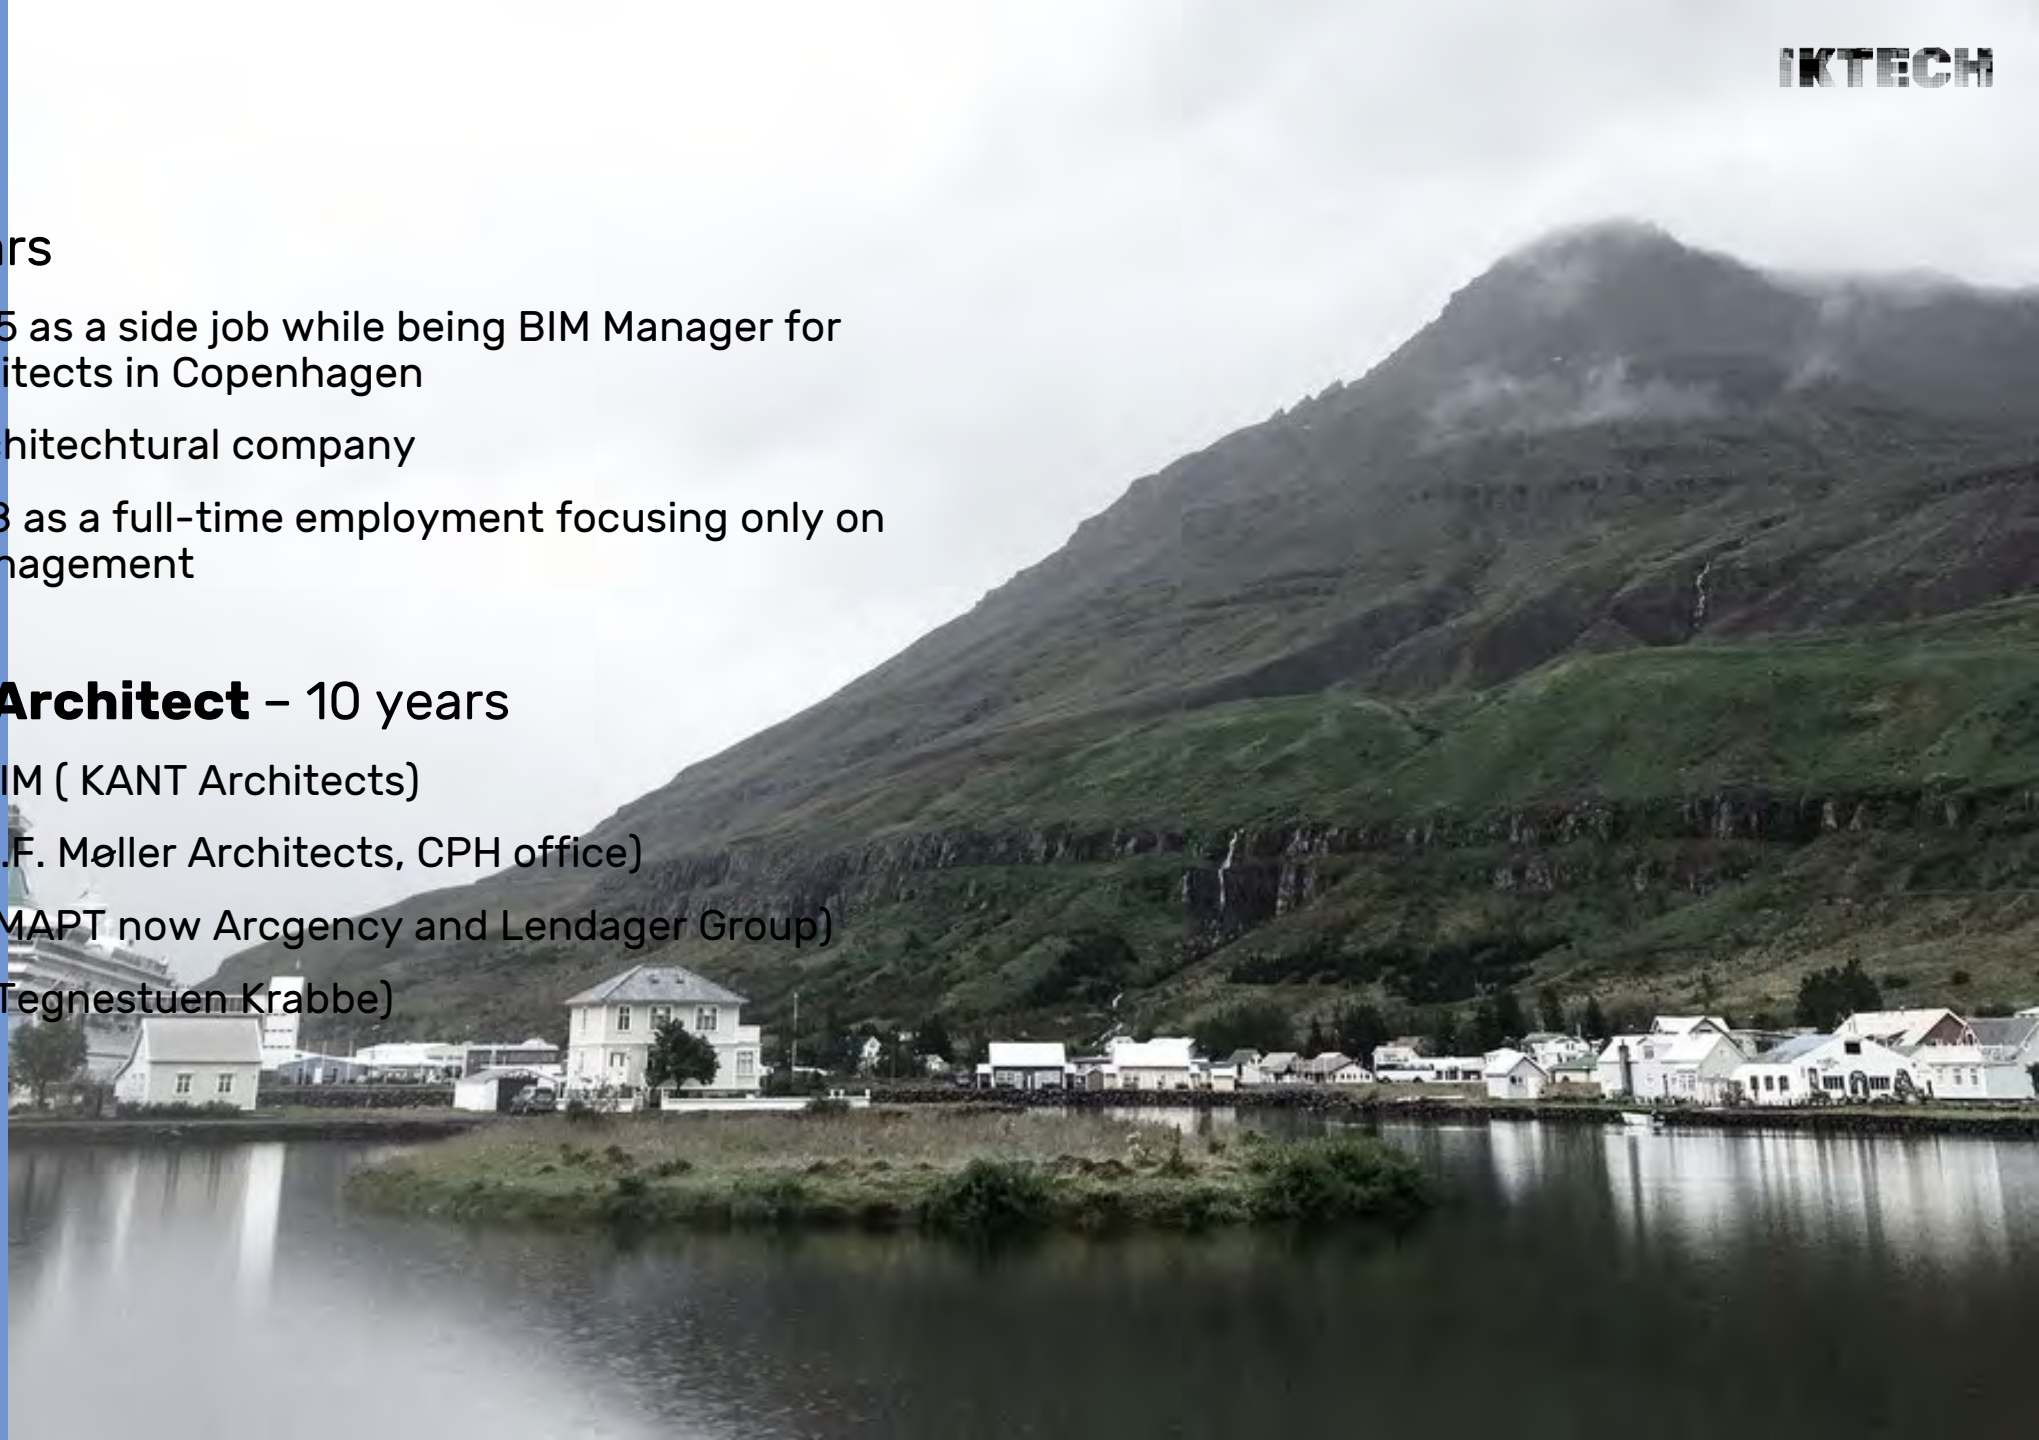 IKTECH
rs
5 as a side job while being BIM Manager for
itects in Copenhagen
hitechtural company
as a full-time employment focusing only on
nagement
Architect – 10 years
IM ( KANT Architects)
.F. Møller Architects, CPH office)
MAPT now Arcgency and Lendager Group)
Tegnestuen Krabbe)